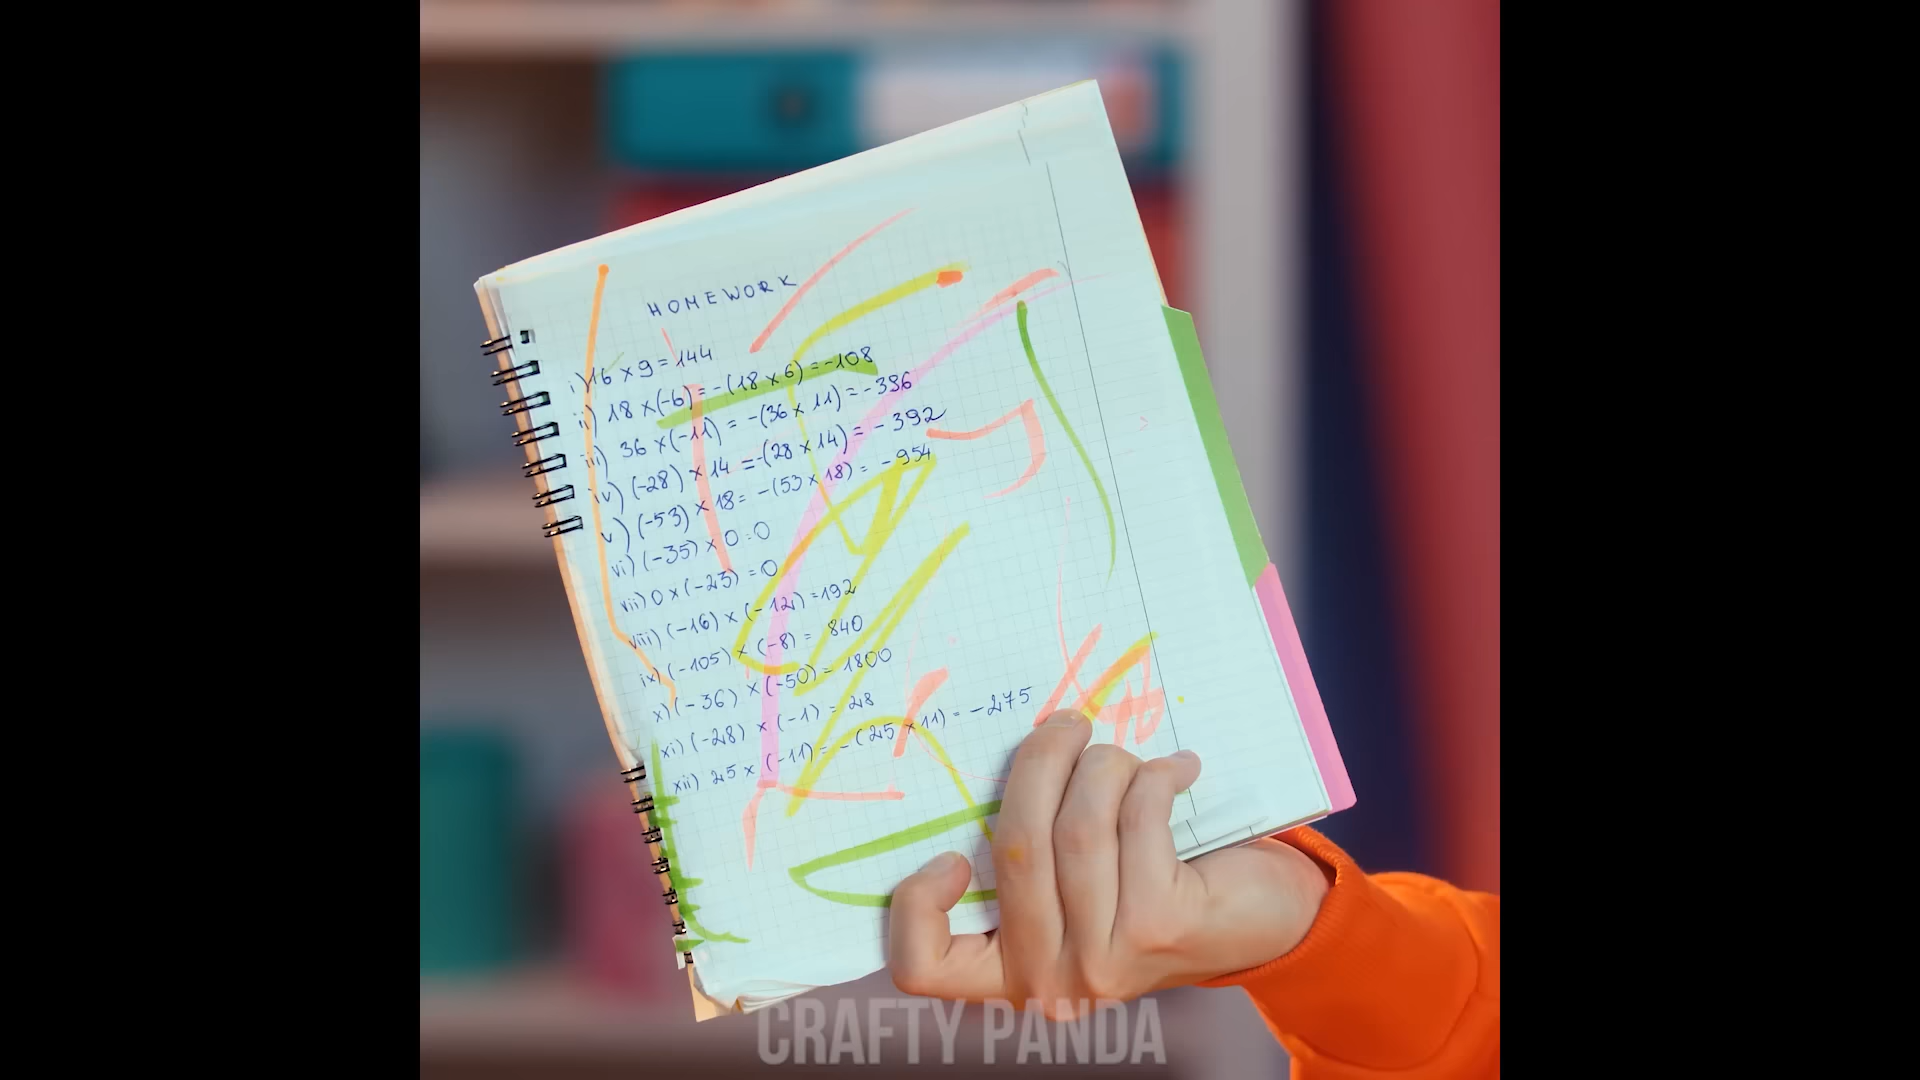 HOMEWORK
i) 16 x 9 = 144
ii) 18 x (-6) = -(18 x 6) = -108
iii) 36 x (-11) = -(36 x 11) = -396
iv) (-28) x 14 = -(28 x 14) = -392
v) (-53) x 18 = -(53 x 18) = -954
vi) (-35) x 0 = 0
vii) 0 x (-23) = 0
viii) (-16) x (-12) = 192
ix) (-105) x (-8) = 840
x) (-36) x (-50) = 1800
xi) (-28) x (-1) = 28
xii) 25 x (-11) = -(25 x 11) = -275
CRAFTY PANDA